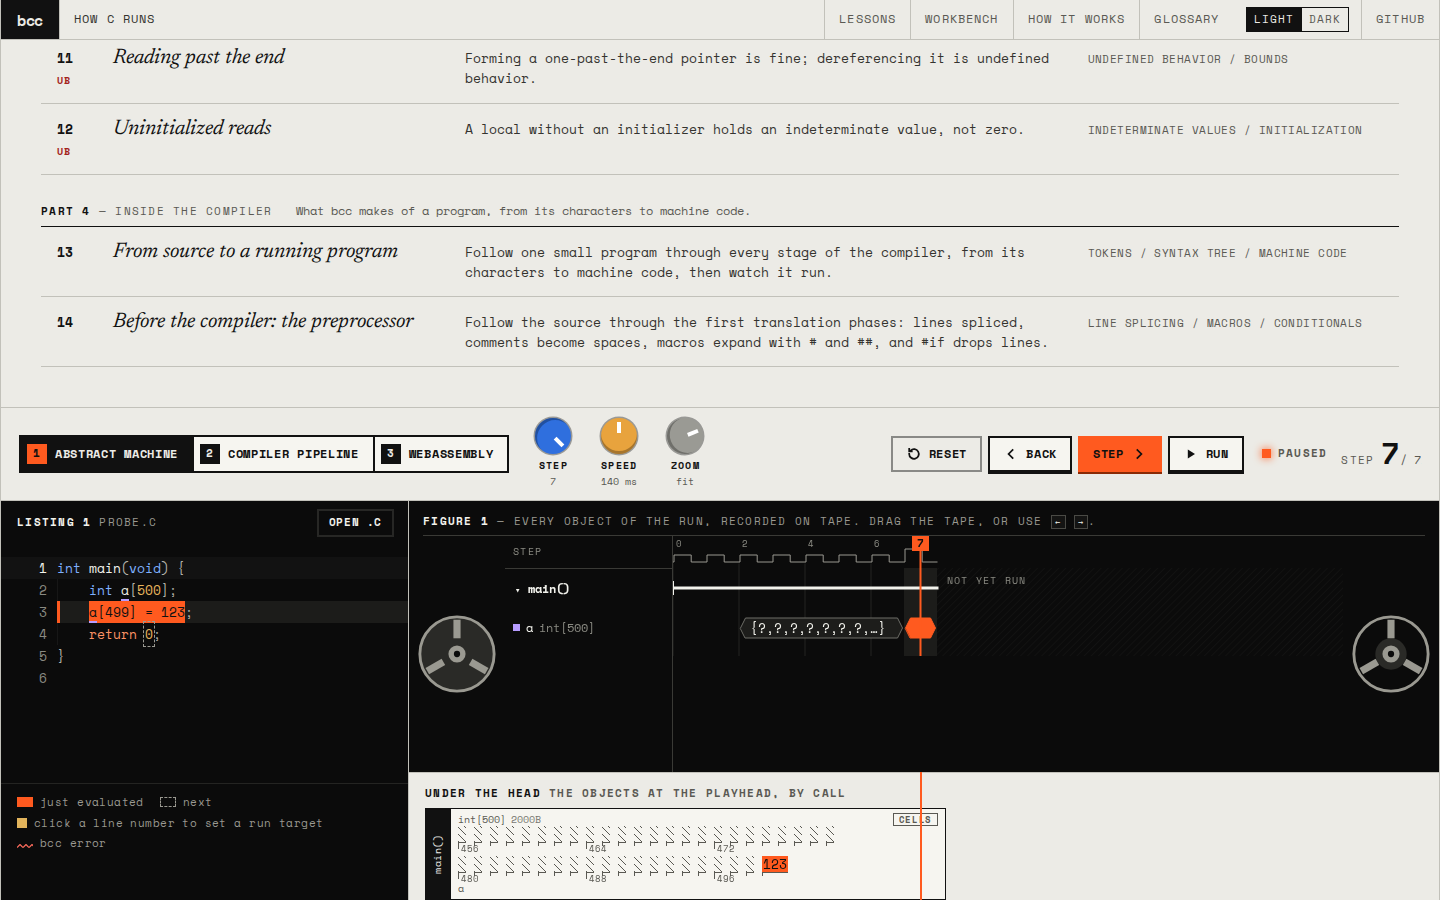 bcc HOW C RUNS LESSONS WORKBENCH HOW IT WORKS GLOSSARY LIGHT DARK GITHUB
11 Reading past the end Forming a one-past-the-end pointer is fine; dereferencing it is undefined UNDEFINED BEHAVIOR / BOUNDS
UB behavior.
12 Uninitialized reads A local without an initializer holds an indeterminate value, not zero. INDETERMINATE VALUES / INITIALIZATION
UB
PART 4 — INSIDE THE COMPILER What bcc makes of a program, from its characters to machine code.
13 From source to a running program Follow one small program through every stage of the compiler, from its TOKENS / SYNTAX TREE / MACHINE CODE
characters to machine code, then watch it run.
14 Before the compiler: the preprocessor Follow the source through the first translation phases: lines spliced, LINE SPLICING / MACROS / CONDITIONALS
comments become spaces, macros expand with # and ##, and #if drops lines.
1 ABSTRACT MACHINE 2 COMPILER PIPELINE 3 WEBASSEMBLY
STEP SPEED ZOOM
7 140 ms fit
RESET BACK STEP RUN PAUSED STEP 7 / 7
LISTING 1 PROBE.C OPEN .C
1 int main(void) {
2 int a[500];
3 a[499] = 123;
4 return 0;
5 }
6
just evaluated next
click a line number to set a run target
bcc error
FIGURE 1 — EVERY OBJECT OF THE RUN, RECORDED ON TAPE. DRAG THE TAPE, OR USE ← →.
STEP 0 2 4 6 7
main() NOT YET RUN
a int[500] {?,?,?,?,?,?,?,…}
UNDER THE HEAD THE OBJECTS AT THE PLAYHEAD, BY CALL
main()
int[500] 2000B CELLS
456 464 472
123
480 488 496
a